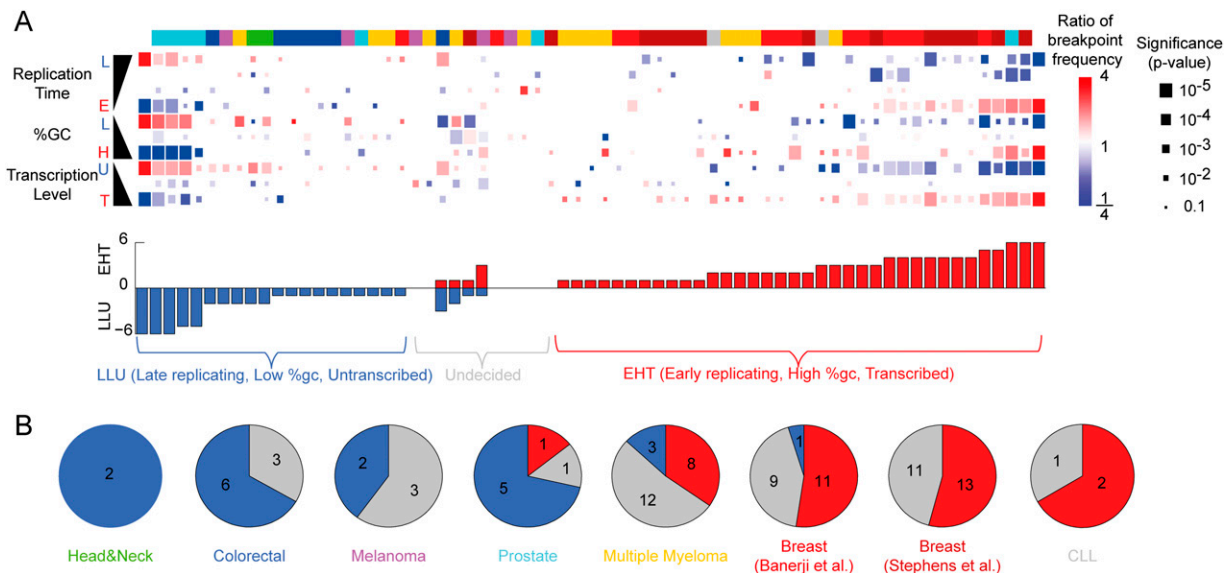 A
Replication
Time
L
E
%GC
L
H
Transcription
Level
U
T
Ratio of
breakpoint
frequency
4
1
1
4
Significance
(p-value)
10-5
10-4
10-3
10-2
0.1
EHT
LLU
6
0
−6
LLU (Late replicating, Low %gc, Untranscribed)
Undecided
EHT (Early replicating, High %gc, Transcribed)
B
2
Head&Neck
3
6
Colorectal
2
3
Melanoma
1
1
5
Prostate
3
8
12
Multiple Myeloma
1
9
11
Breast
(Banerji et al.)
11
13
Breast
(Stephens et al.)
1
2
CLL